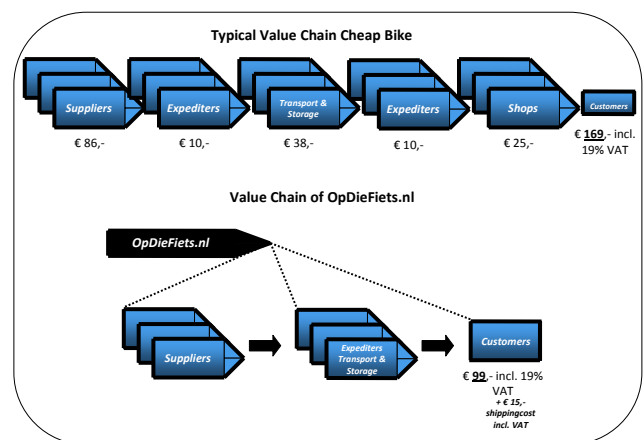 Typical Value Chain Cheap Bike
Suppliers
Expediters
Transport &
Storage
Expediters
Shops
Customers
€ 86,-
€ 10,-
€ 38,-
€ 10,-
€ 25,-
€ 169,- incl.
19% VAT
Value Chain of OpDieFiets.nl
OpDieFiets.nl
Suppliers
Expediters
Transport &
Storage
Customers
€ 99,- incl. 19%
VAT
+ € 15,-
shippingcost
incl. VAT